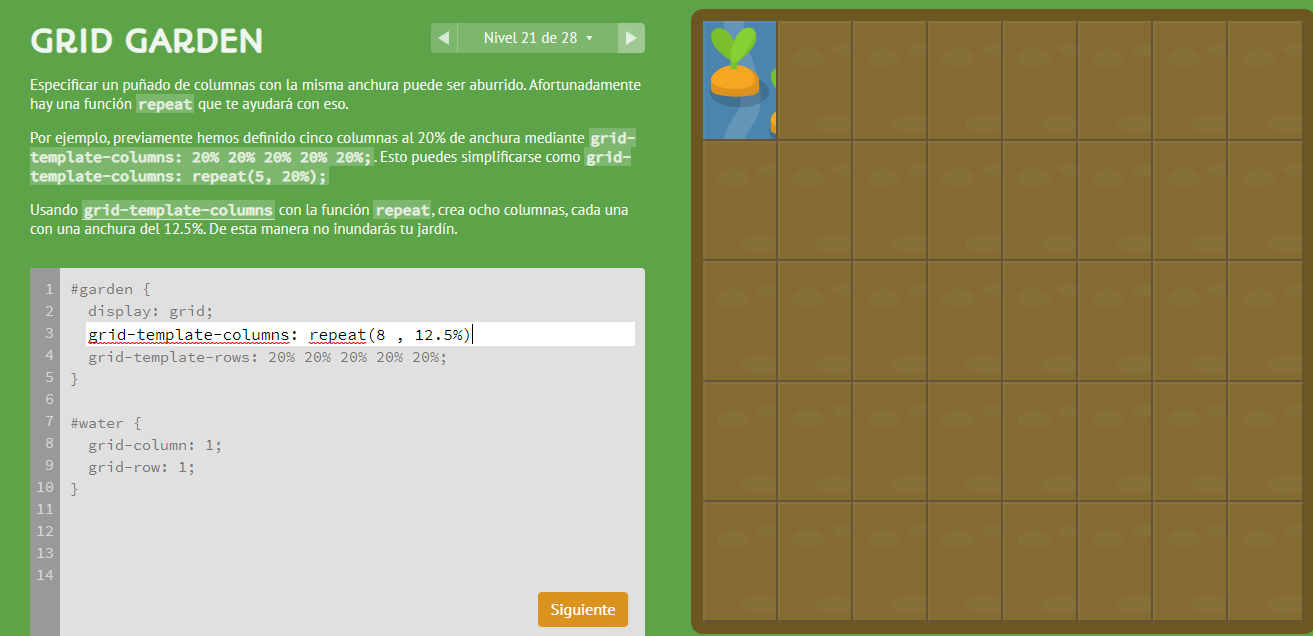 GRID GARDEN
◀ Nivel 21 de 28 ▾ ▶
Especificar un puñado de columnas con la misma anchura puede ser aburrido. Afortunadamente
hay una función repeat que te ayudará con eso.
Por ejemplo, previamente hemos definido cinco columnas al 20% de anchura mediante grid-
template-columns: 20% 20% 20% 20% 20%;. Esto puedes simplificarse como grid-
template-columns: repeat(5, 20%);
Usando grid-template-columns con la función repeat, crea ocho columnas, cada una
con una anchura del 12.5%. De esta manera no inundarás tu jardín.
1 #garden {
2 display: grid;
3 grid-template-columns: repeat(8 , 12.5%)
4 grid-template-rows: 20% 20% 20% 20% 20%;
5 }
6
7 #water {
8 grid-column: 1;
9 grid-row: 1;
10 }
11
12
13
14
Siguiente